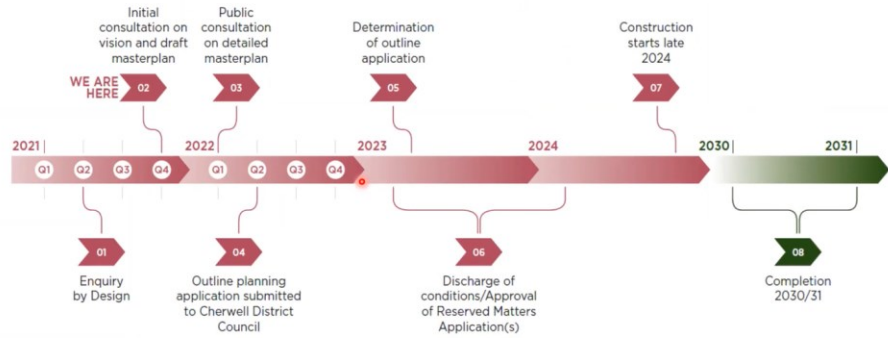 Initial
consultation on
vision and draft
masterplan
Public
consultation
on detailed
masterplan
Determination
of outline
application
Construction
starts late
2024
WE ARE
HERE
02
03
05
07
2021
2022
2023
2024
2030
2031
Q1
Q2
Q3
Q4
Q1
Q2
Q3
Q4
01
04
06
08
Enquiry
by Design
Outline planning
application submitted
to Cherwell District
Council
Discharge of
conditions/Approval
of Reserved Matters
Application(s)
Completion
2030/31